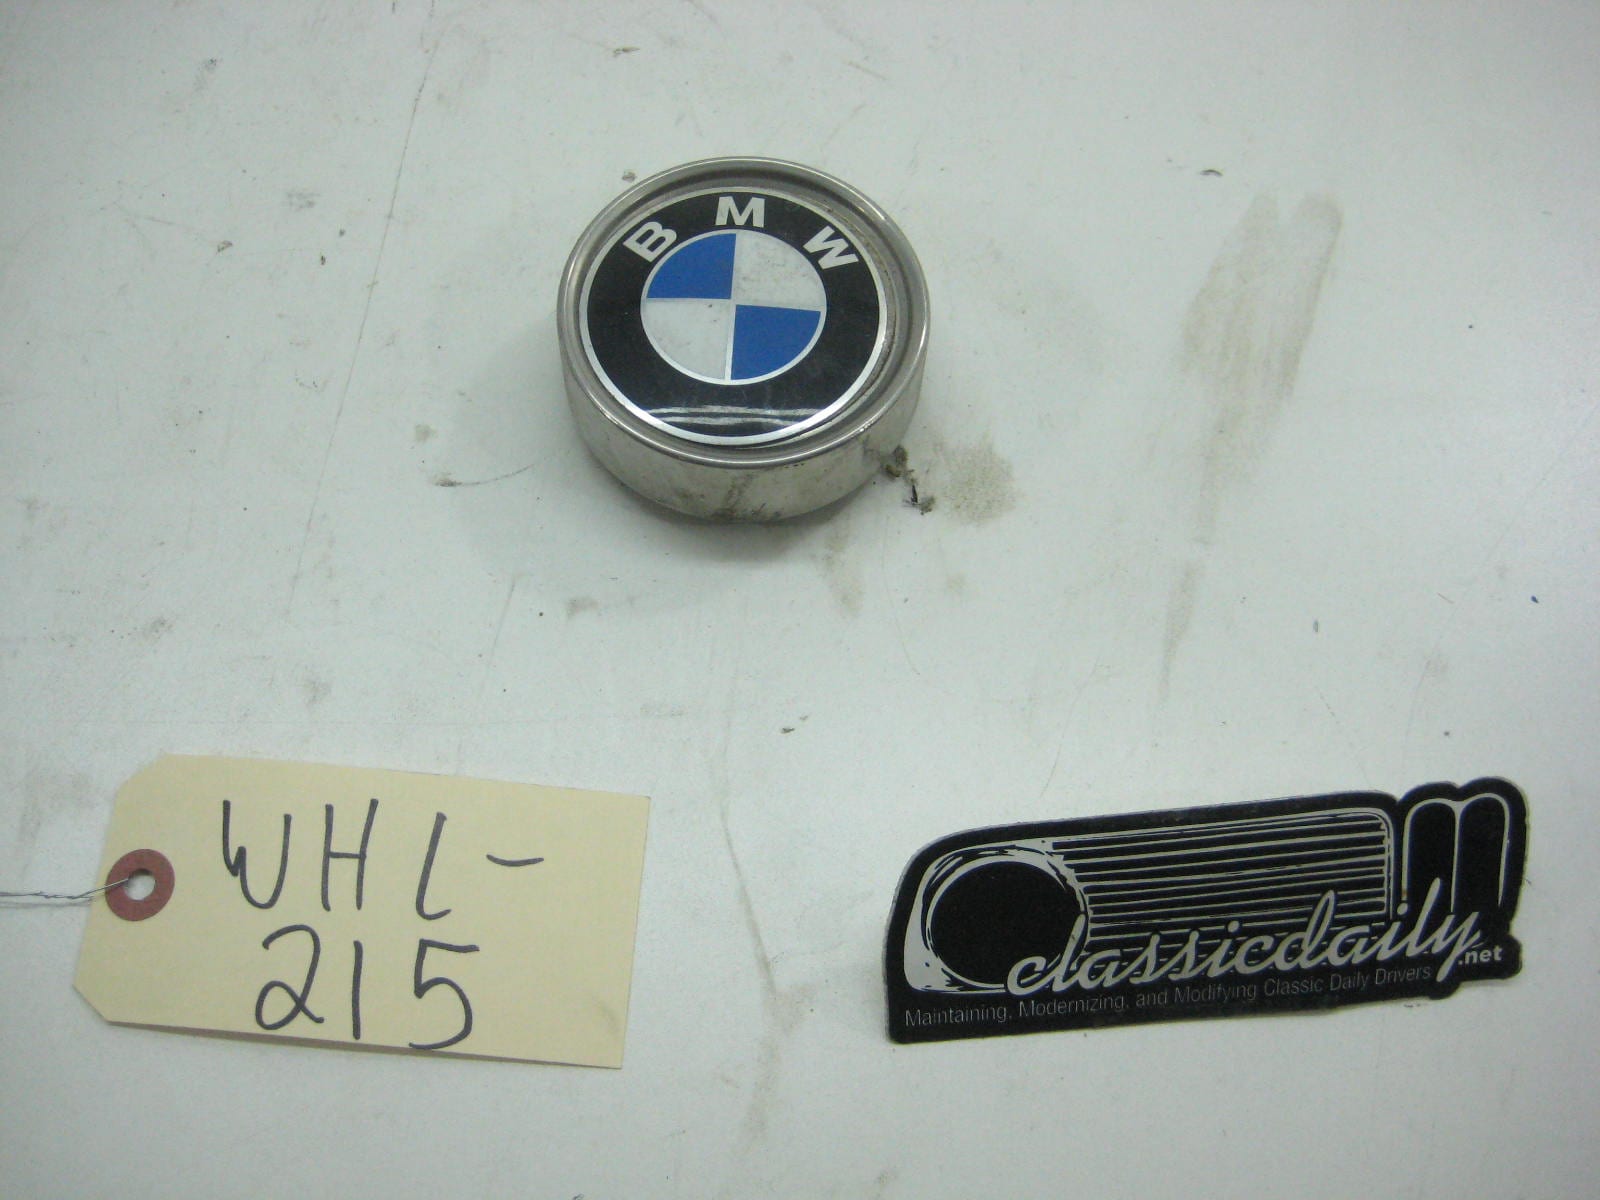 BMW
WHL-
215
classicdaily.net
Maintaining, Modernizing, and Modifying Classic Daily Drivers